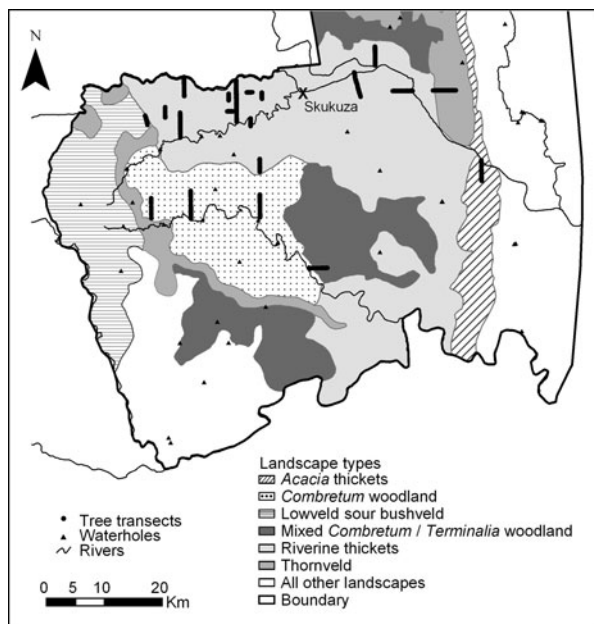 N
x
Skukuza
Landscape types
Acacia thickets
Combretum woodland
Lowveld sour bushveld
Mixed Combretum / Terminalia woodland
Riverine thickets
Thornveld
All other landscapes
Boundary
Tree transects
Waterholes
Rivers
0 5 10 20
Km